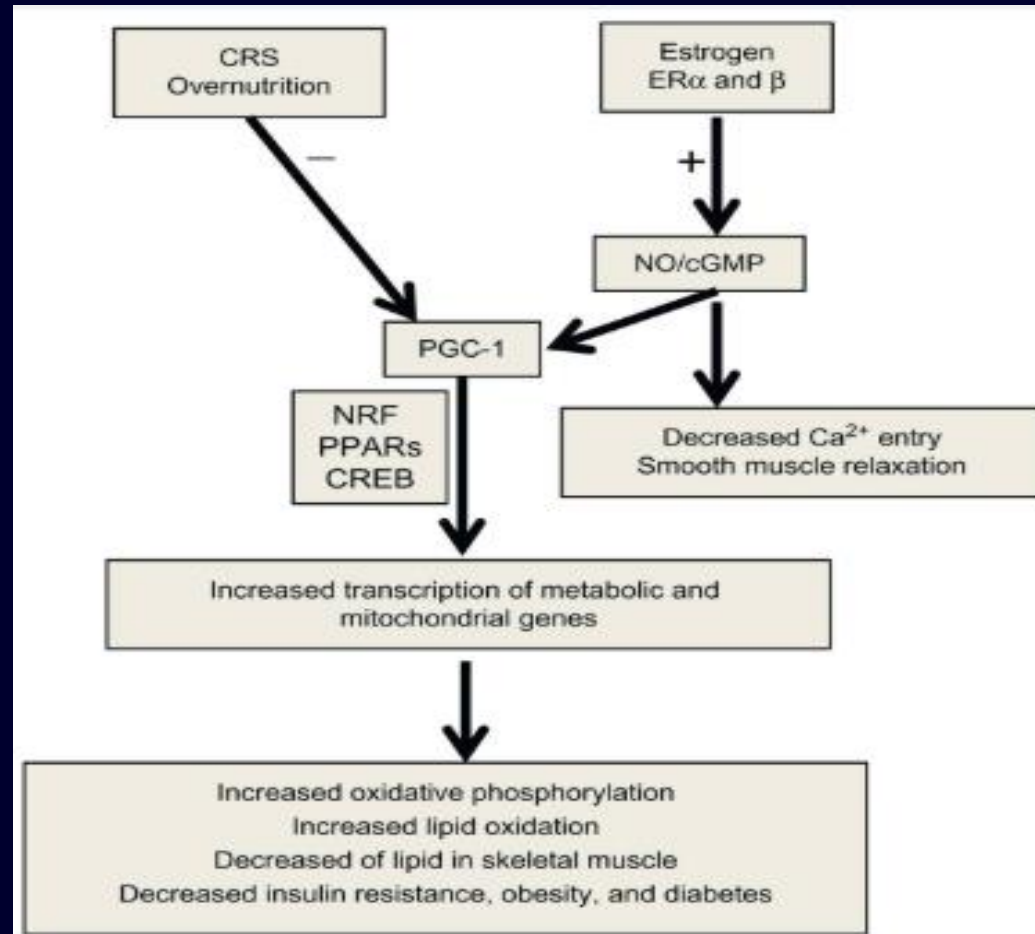 CRS
Overnutrition
Estrogen
ERα and β
—
+
NO/cGMP
PGC-1
NRF
PPARs
CREB
Decreased Ca²⁺ entry
Smooth muscle relaxation
Increased transcription of metabolic and
mitochondrial genes
Increased oxidative phosphorylation
Increased lipid oxidation
Decreased of lipid in skeletal muscle
Decreased insulin resistance, obesity, and diabetes